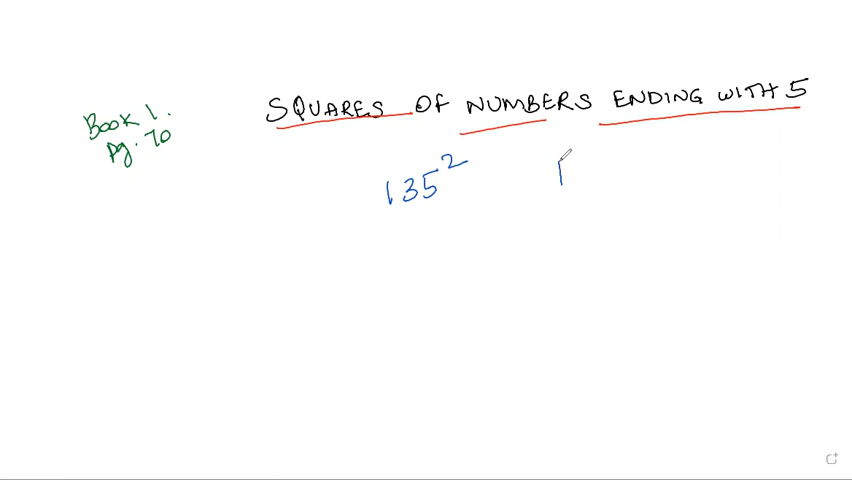 SQUARES OF NUMBERS ENDING WITH 5
Book 1.
Pg. 70
135²